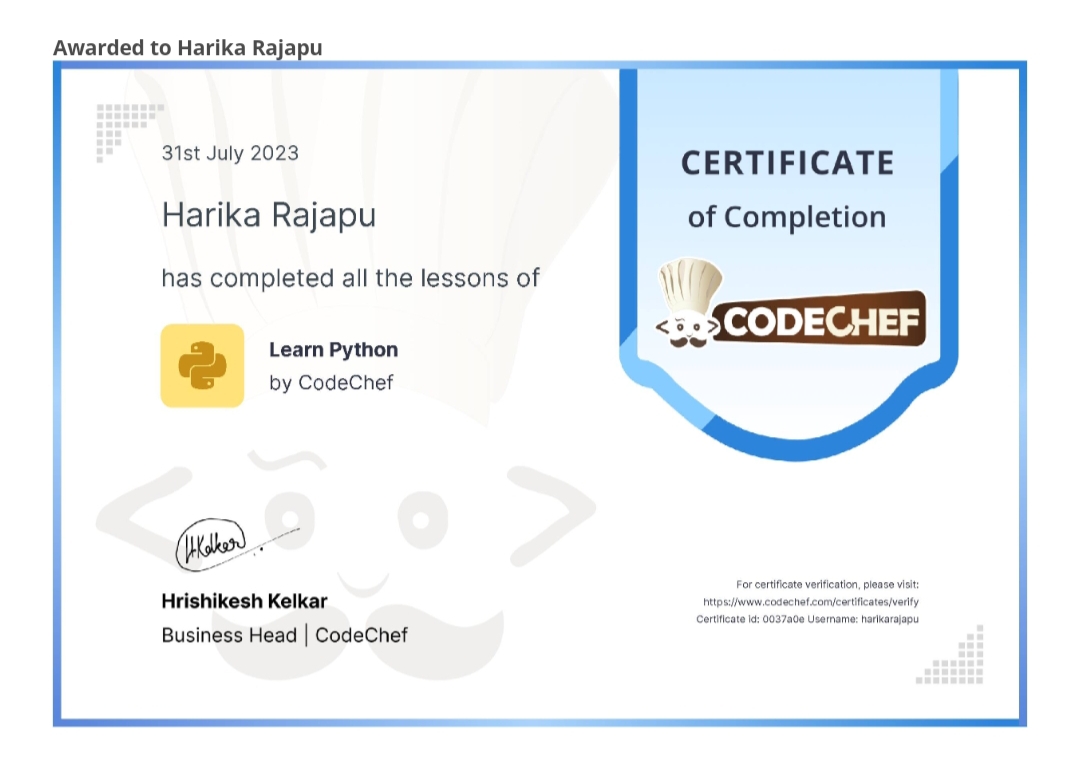 Awarded to Harika Rajapu
31st July 2023
Harika Rajapu
has completed all the lessons of
Learn Python
by CodeChef
CERTIFICATE
of Completion
CODECHEF
HKelker
Hrishikesh Kelkar
Business Head | CodeChef
For certificate verification, please visit:
https://www.codechef.com/certificates/verify
Certificate id: 0037a0e Username: harikarajapu